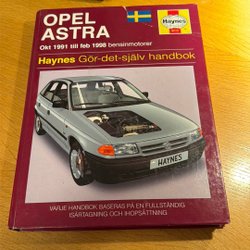 OPEL
ASTRA
Haynes
Okt 1991 till feb 1998 bensinmotorer
Haynes Gör-det-själv handbok
HAYNES
VARJE HANDBOK BASERAS PÅ EN FULLSTÄNDIG
ISÄRTAGNING OCH IHOPSÄTTNING